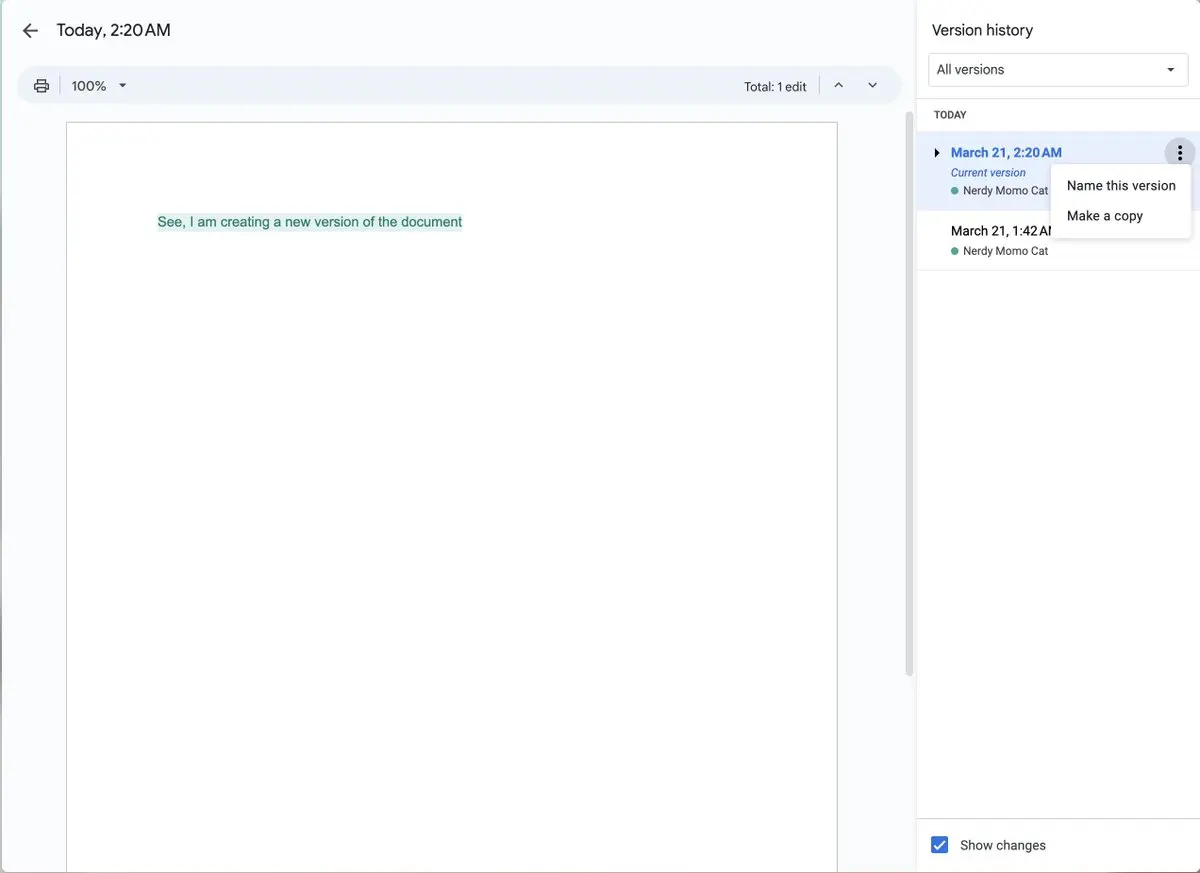 Today, 2:20 AM
Version history
All versions
100%
Total: 1 edit
TODAY
March 21, 2:20 AM
Current version
Nerdy Momo Cat
Name this version
Make a copy
March 21, 1:42 AM
Nerdy Momo Cat
See, I am creating a new version of the document
Show changes